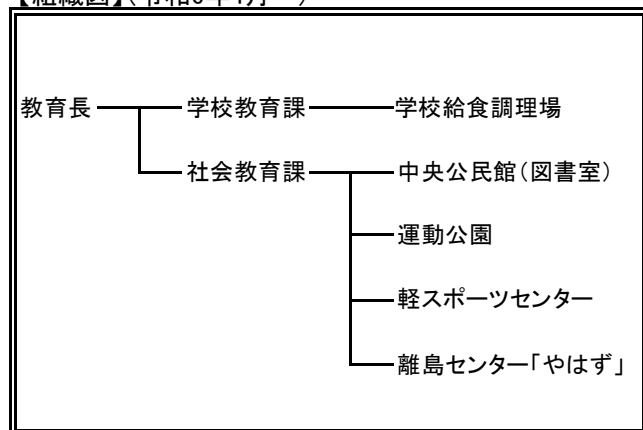 教育長 学校教育課 学校給食調理場
社会教育課 中央公民館(図書室)
運動公園
軽スポーツセンター
離島センター「やはず」